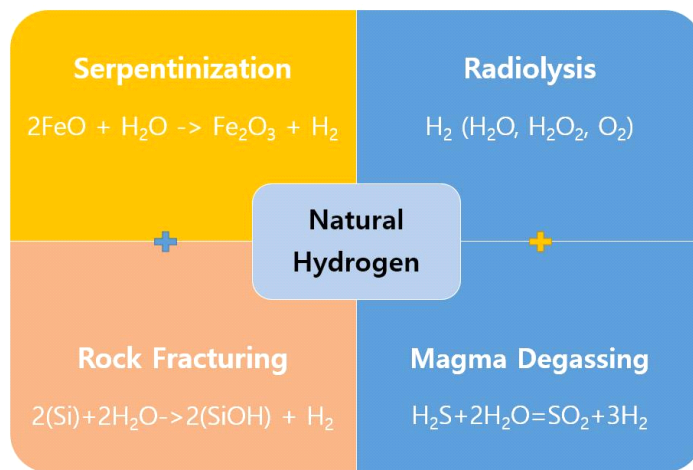 Serpentinization
2FeO + H₂O -> Fe₂O₃ + H₂
Radiolysis
H₂ (H₂O, H₂O₂, O₂)
Natural
Hydrogen
Rock Fracturing
2(Si)+2H₂O->2(SiOH) + H₂
Magma Degassing
H₂S+2H₂O=SO₂+3H₂